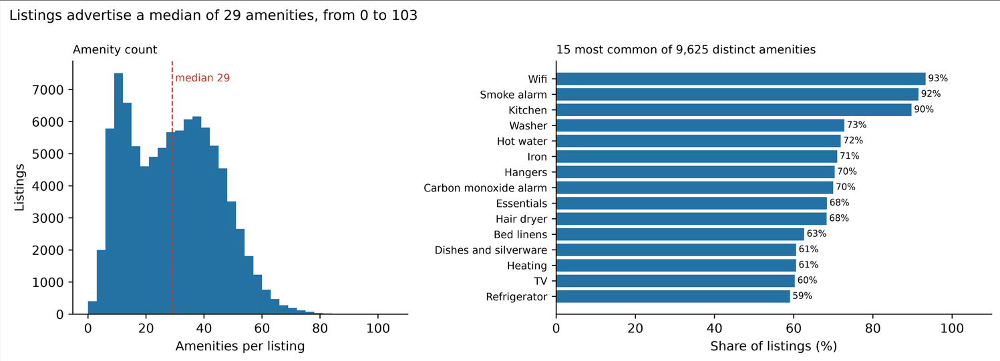 Listings advertise a median of 29 amenities, from 0 to 103
Amenity count
median 29
7000
6000
5000
4000
3000
2000
1000
0
Listings
0 20 40 60 80 100
Amenities per listing
15 most common of 9,625 distinct amenities
Wifi 93%
Smoke alarm 92%
Kitchen 90%
Washer 73%
Hot water 72%
Iron 71%
Hangers 70%
Carbon monoxide alarm 70%
Essentials 68%
Hair dryer 68%
Bed linens 63%
Dishes and silverware 61%
Heating 61%
TV 60%
Refrigerator 59%
0 20 40 60 80 100
Share of listings (%)